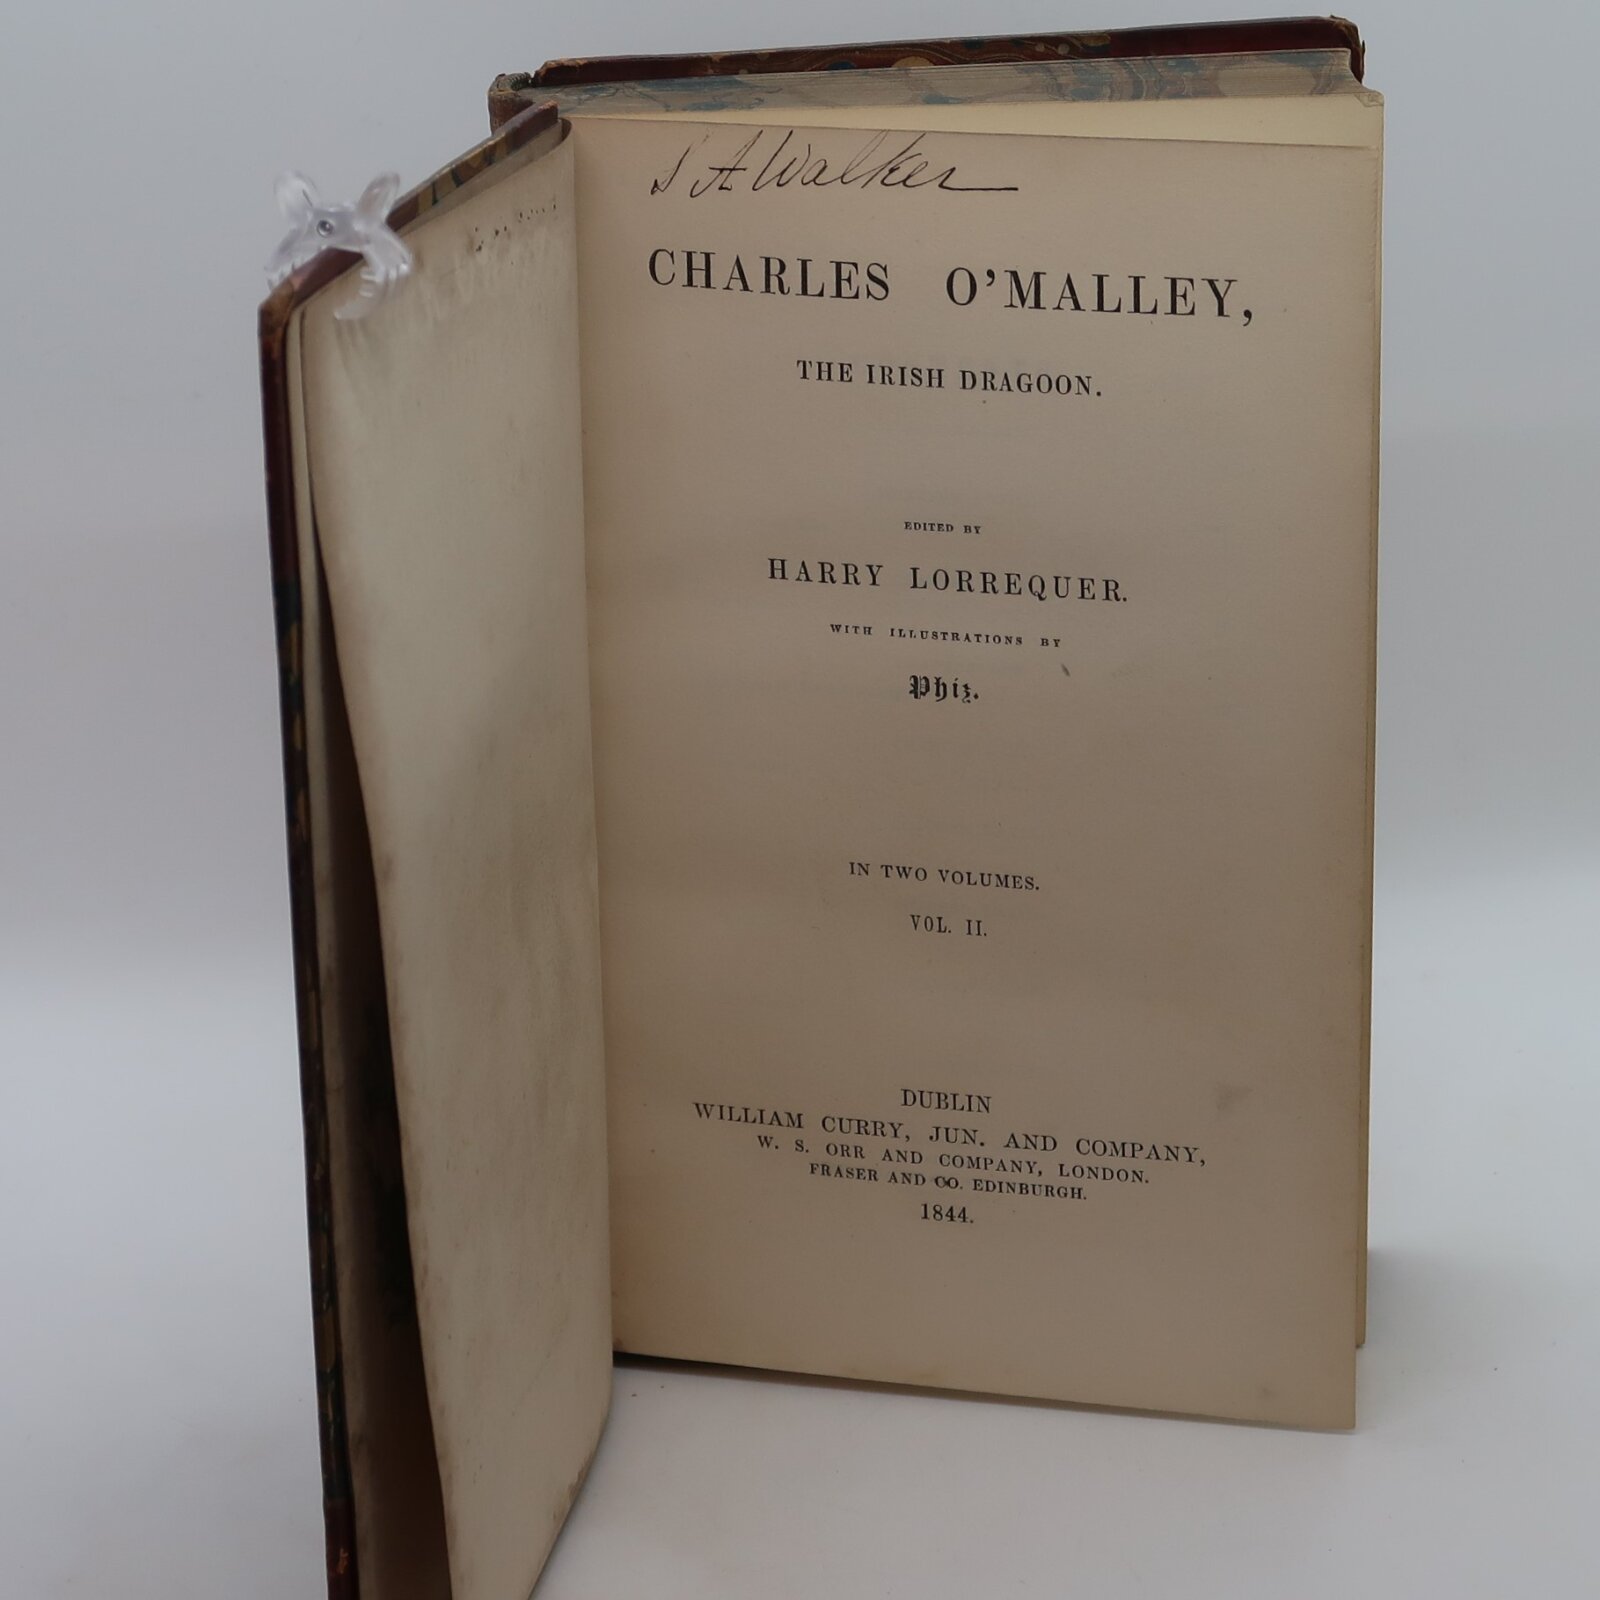 S A Walker
CHARLES O'MALLEY,
THE IRISH DRAGOON.
EDITED BY
HARRY LORREQUER.
WITH ILLUSTRATIONS BY
Phiz.
IN TWO VOLUMES.
VOL. II.
DUBLIN
WILLIAM CURRY, JUN. AND COMPANY,
W. S. ORR AND COMPANY, LONDON.
FRASER AND CO. EDINBURGH.
1844.